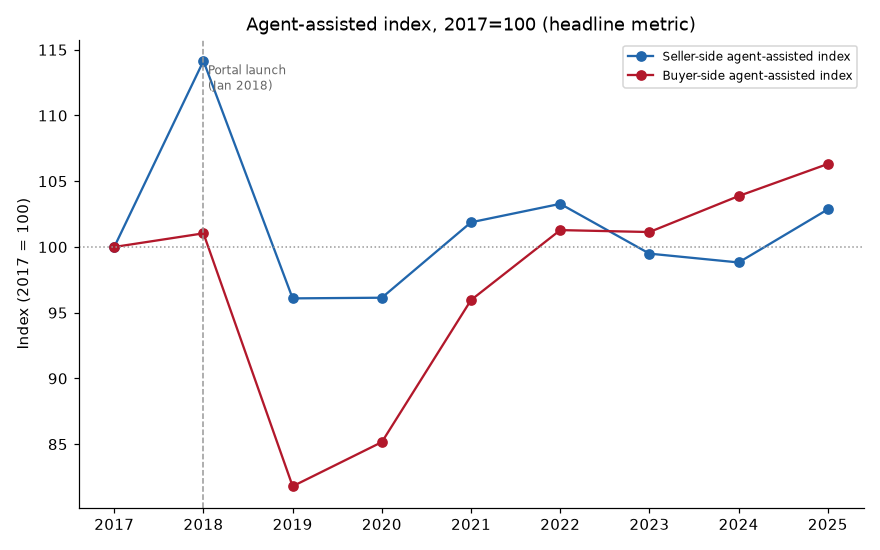 Agent-assisted index, 2017=100 (headline metric)
Seller-side agent-assisted index
Buyer-side agent-assisted index
Portal launch
(Jan 2018)
Index (2017 = 100)
115
110
105
100
95
90
85
2017 2018 2019 2020 2021 2022 2023 2024 2025